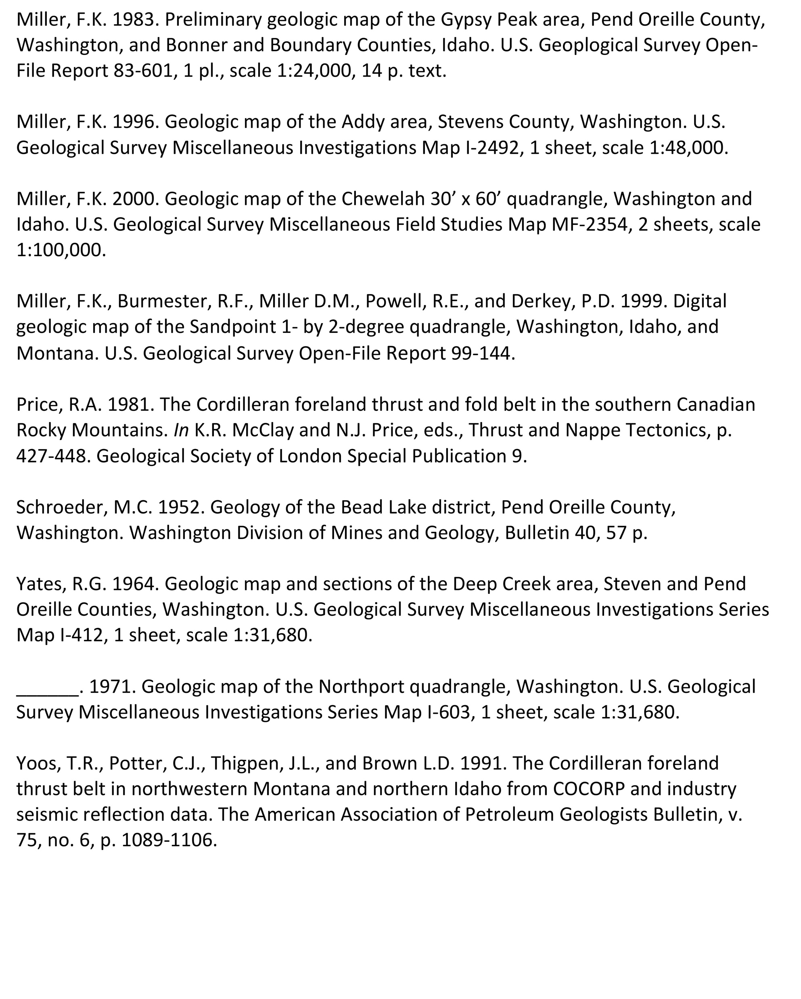 Miller, F.K. 1983. Preliminary geologic map of the Gypsy Peak area, Pend Oreille County,
Washington, and Bonner and Boundary Counties, Idaho. U.S. Geoplogical Survey Open-
File Report 83-601, 1 pl., scale 1:24,000, 14 p. text.
Miller, F.K. 1996. Geologic map of the Addy area, Stevens County, Washington. U.S.
Geological Survey Miscellaneous Investigations Map I-2492, 1 sheet, scale 1:48,000.
Miller, F.K. 2000. Geologic map of the Chewelah 30’ x 60’ quadrangle, Washington and
Idaho. U.S. Geological Survey Miscellaneous Field Studies Map MF-2354, 2 sheets, scale
1:100,000.
Miller, F.K., Burmester, R.F., Miller D.M., Powell, R.E., and Derkey, P.D. 1999. Digital
geologic map of the Sandpoint 1- by 2-degree quadrangle, Washington, Idaho, and
Montana. U.S. Geological Survey Open-File Report 99-144.
Price, R.A. 1981. The Cordilleran foreland thrust and fold belt in the southern Canadian
Rocky Mountains. In K.R. McClay and N.J. Price, eds., Thrust and Nappe Tectonics, p.
427-448. Geological Society of London Special Publication 9.
Schroeder, M.C. 1952. Geology of the Bead Lake district, Pend Oreille County,
Washington. Washington Division of Mines and Geology, Bulletin 40, 57 p.
Yates, R.G. 1964. Geologic map and sections of the Deep Creek area, Steven and Pend
Oreille Counties, Washington. U.S. Geological Survey Miscellaneous Investigations Series
Map I-412, 1 sheet, scale 1:31,680.
______. 1971. Geologic map of the Northport quadrangle, Washington. U.S. Geological
Survey Miscellaneous Investigations Series Map I-603, 1 sheet, scale 1:31,680.
Yoos, T.R., Potter, C.J., Thigpen, J.L., and Brown L.D. 1991. The Cordilleran foreland
thrust belt in northwestern Montana and northern Idaho from COCORP and industry
seismic reflection data. The American Association of Petroleum Geologists Bulletin, v.
75, no. 6, p. 1089-1106.